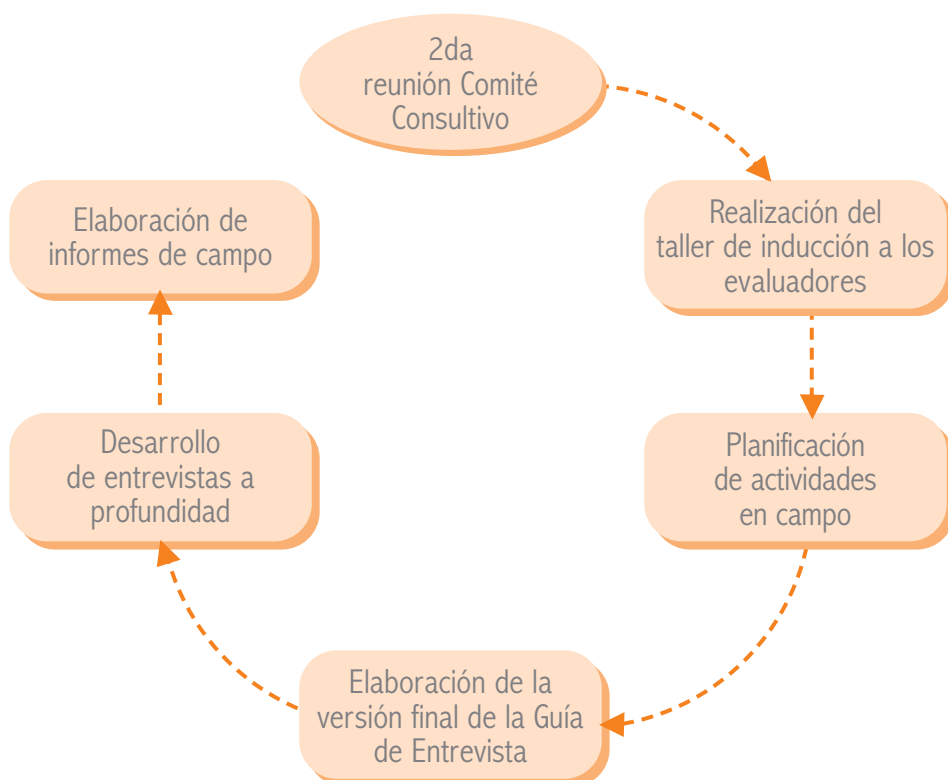 2da
reunión Comité
Consultivo
Realización del
taller de inducción a los
evaluadores
Planificación
de actividades
en campo
Elaboración de la
versión final de la Guía
de Entrevista
Desarrollo
de entrevistas a
profundidad
Elaboración de
informes de campo